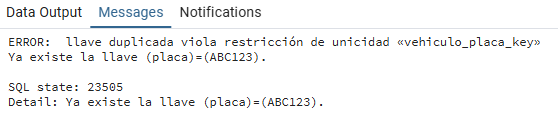 Data Output Messages Notifications
ERROR:  llave duplicada viola restricción de unicidad «vehiculo_placa_key»
Ya existe la llave (placa)=(ABC123).
SQL state: 23505
Detail: Ya existe la llave (placa)=(ABC123).